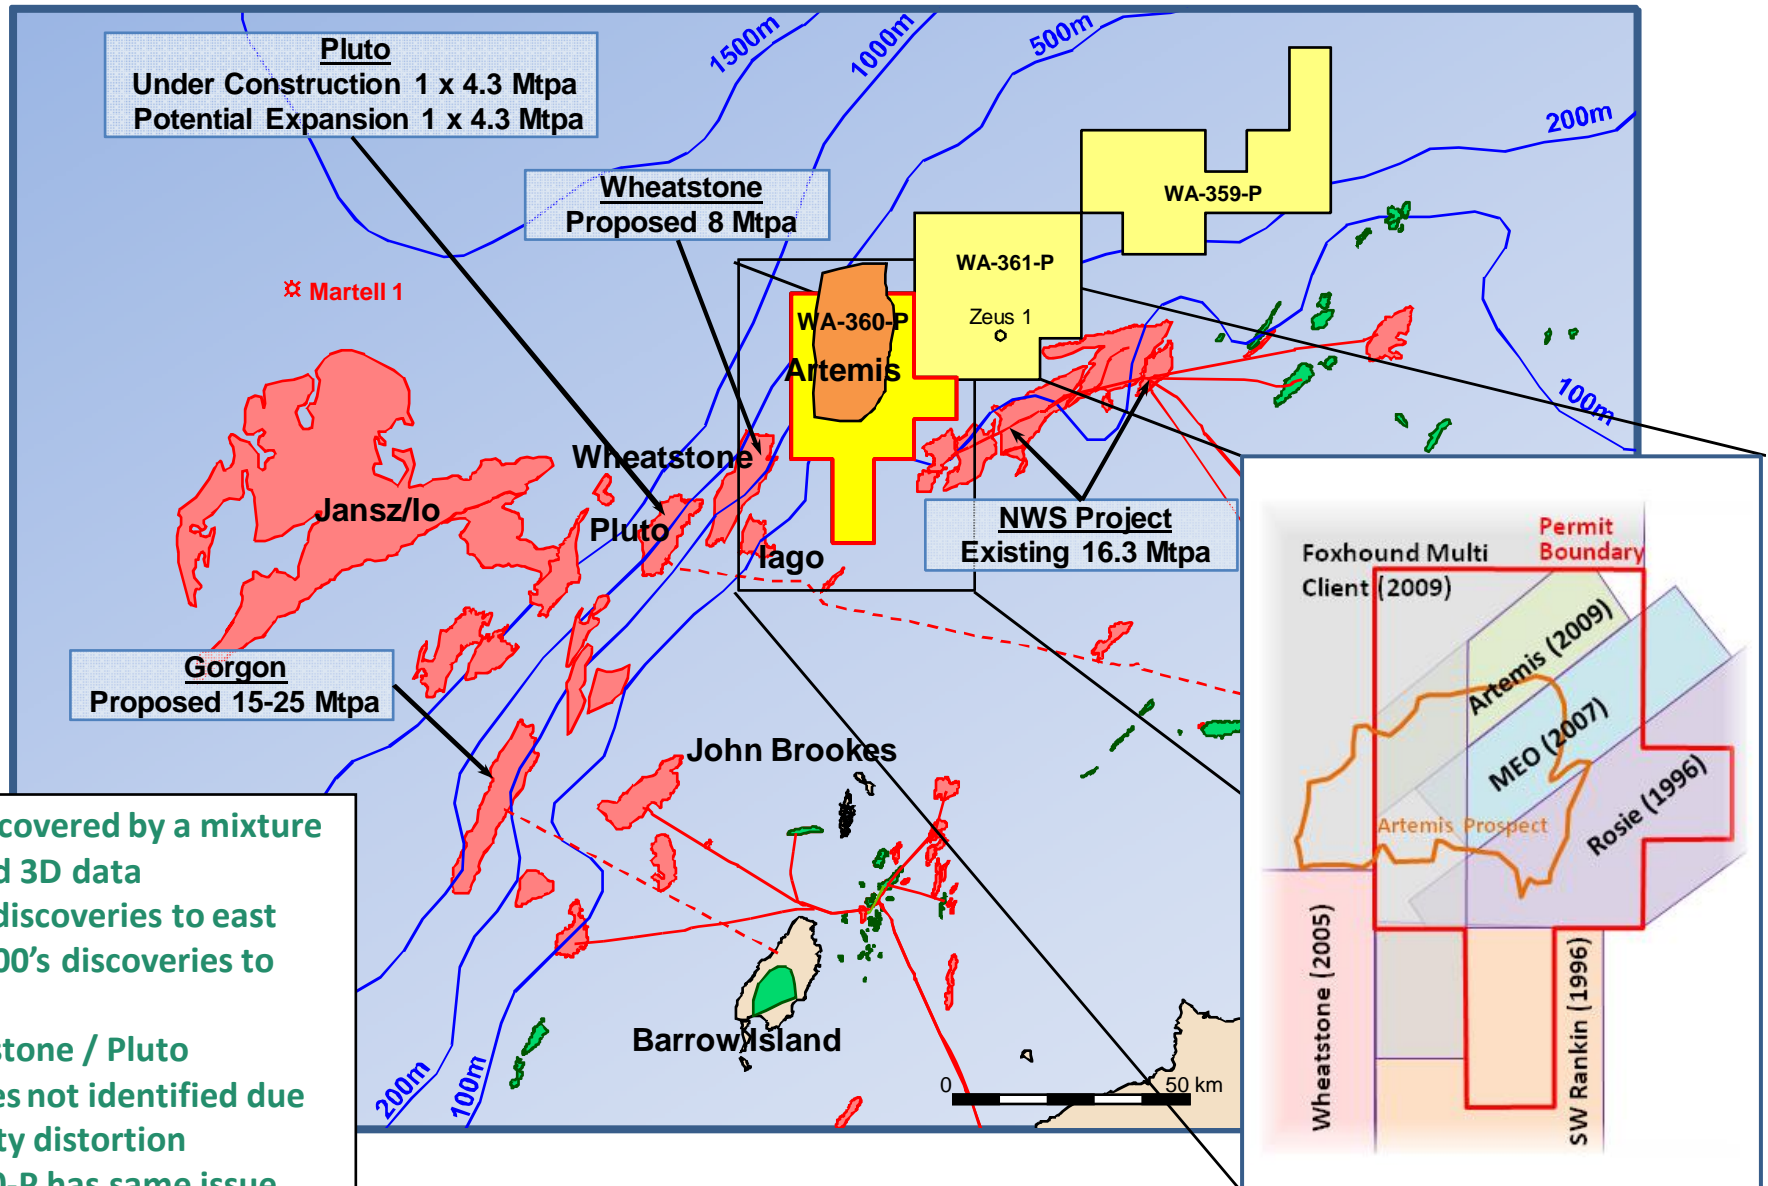 Pluto
Under Construction 1 x 4.3 Mtpa
Potential Expansion 1 x 4.3 Mtpa
1500m
1000m
500m
200m
Wheatstone
Proposed 8 Mtpa
WA-359-P
WA-361-P
Zeus 1
Martell 1
WA-360-P
Artemis
100m
Wheatstone
Jansz/Io
Pluto
Iago
NWS Project
Existing 16.3 Mtpa
Gorgon
Proposed 15-25 Mtpa
John Brookes
Barrow Island
200m
100m
0
50 km
covered by a mixture
3D data
discoveries to east
discoveries to
/ Pluto
not identified due
distortion
has same issue
Permit
Boundary
Foxhound Multi
Client (2009)
Artemis (2009)
MEO (2007)
Rosie (1996)
Artemis Prospect
Wheatstone (2005)
SW Rankin (1996)